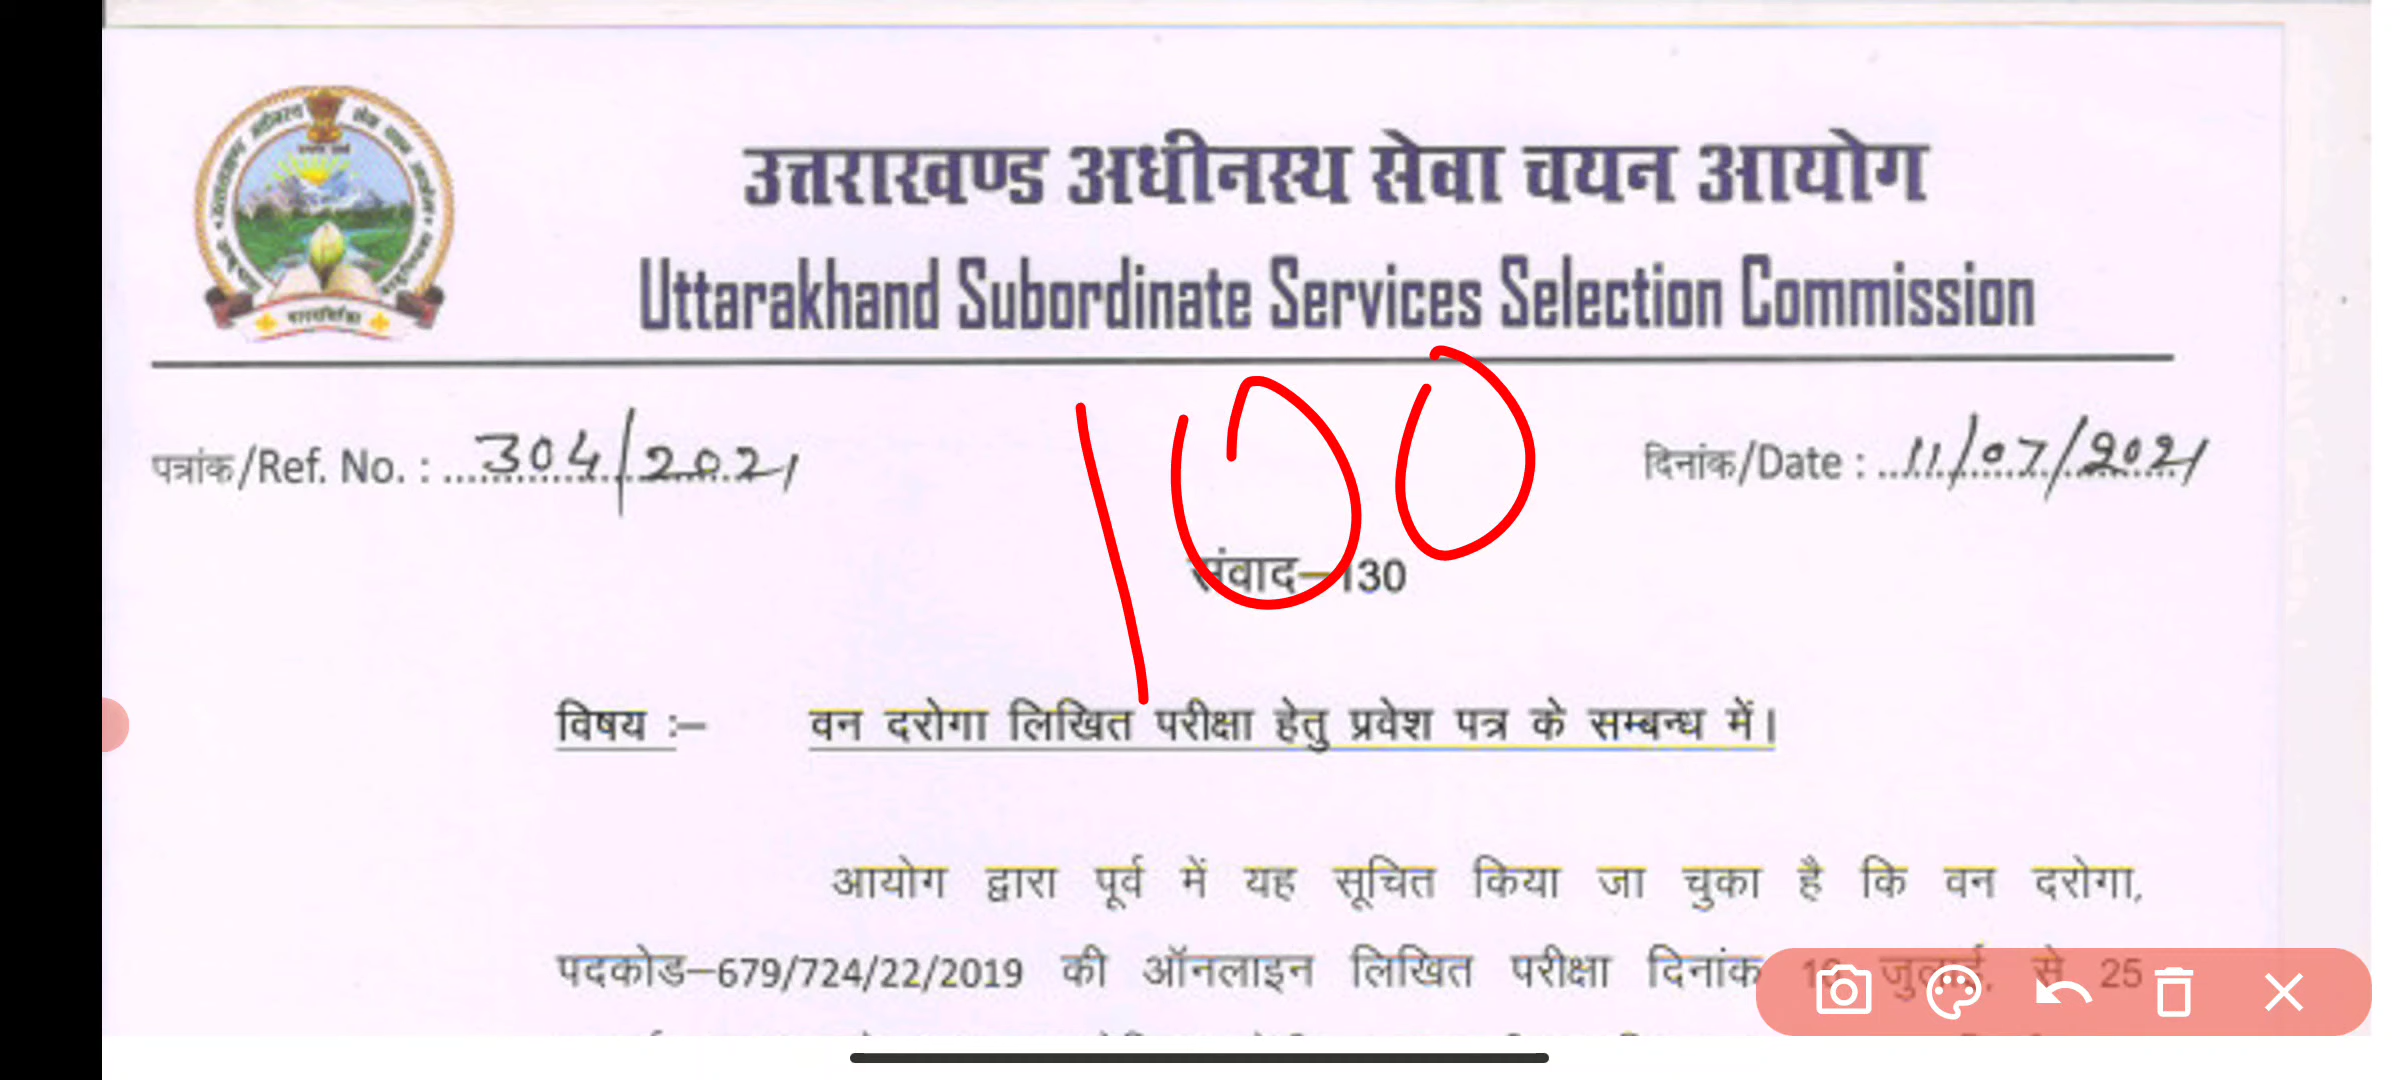 उत्तराखण्ड अधीनस्थ सेवा चयन आयोग
Uttarakhand Subordinate Services Selection Commission
पत्रांक/Ref. No. : 304/2021
दिनांक/Date : 11/07/2021
100
संवाद–130
विषय :– वन दरोगा लिखित परीक्षा हेतु प्रवेश पत्र के सम्बन्ध में।
आयोग द्वारा पूर्व में यह सूचित किया जा चुका है कि वन दरोगा,
पदकोड–679/724/22/2019 की ऑनलाइन लिखित परीक्षा दिनांक जुलाई, से 25